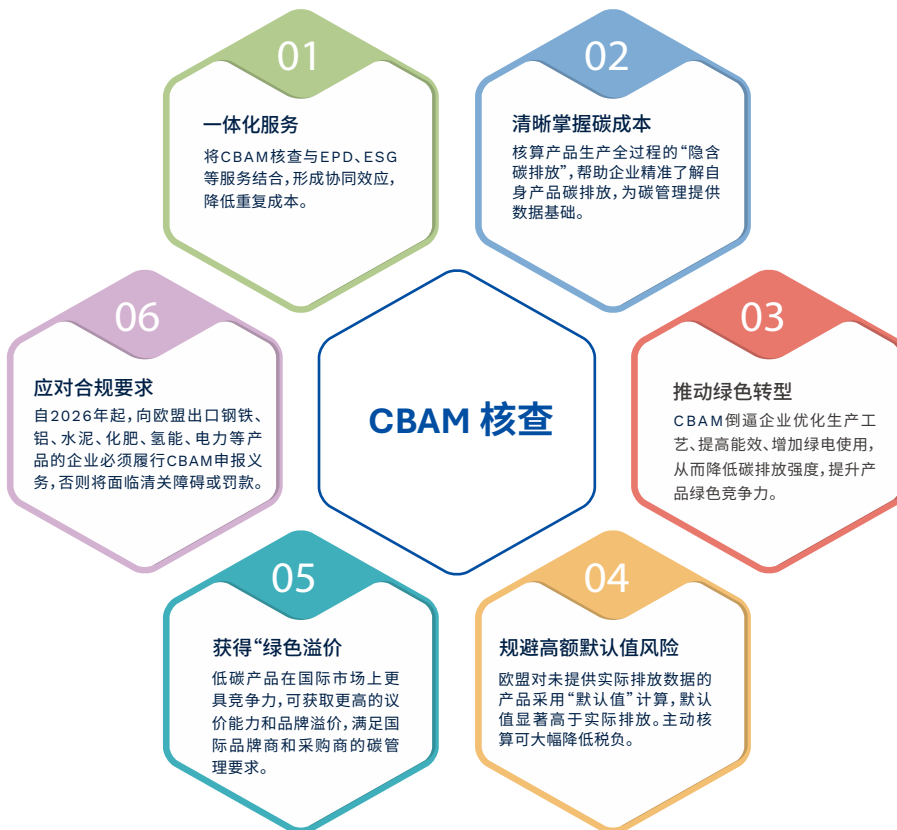 01
一体化服务
将CBAM核查与EPD、ESG
等服务结合，形成协同效应，
降低重复成本。
02
清晰掌握碳成本
核算产品生产全过程的“隐含
碳排放”，帮助企业精准了解自
身产品碳排放，为碳管理提供
数据基础。
03
推动绿色转型
CBAM倒逼企业优化生产工
艺、提高能效、增加绿电使用，
从而降低碳排放强度，提升产
品绿色竞争力。
04
规避高额默认值风险
欧盟对未提供实际排放数据的
产品采用“默认值”计算，默认
值显著高于实际排放。主动核
算可大幅降低税负。
05
获得“绿色溢价
低碳产品在国际市场上更
具竞争力，可获取更高的议
价能力和品牌溢价，满足国
际品牌商和采购商的碳管
理要求。
06
应对合规要求
自2026年起，向欧盟出口钢铁、
铝、水泥、化肥、氢能、电力等产
品的企业必须履行CBAM申报义
务，否则将面临清关障碍或罚款。
CBAM 核查